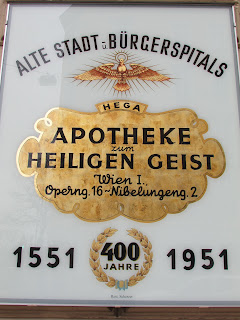 ALTE STADT u. BÜRGERSPITALS
HEGA
APOTHEKE
zum
HEILIGEN GEIST
Wien I.,
Operng. 16-Nibelungeng. 2
1551 400 JAHRE 1951